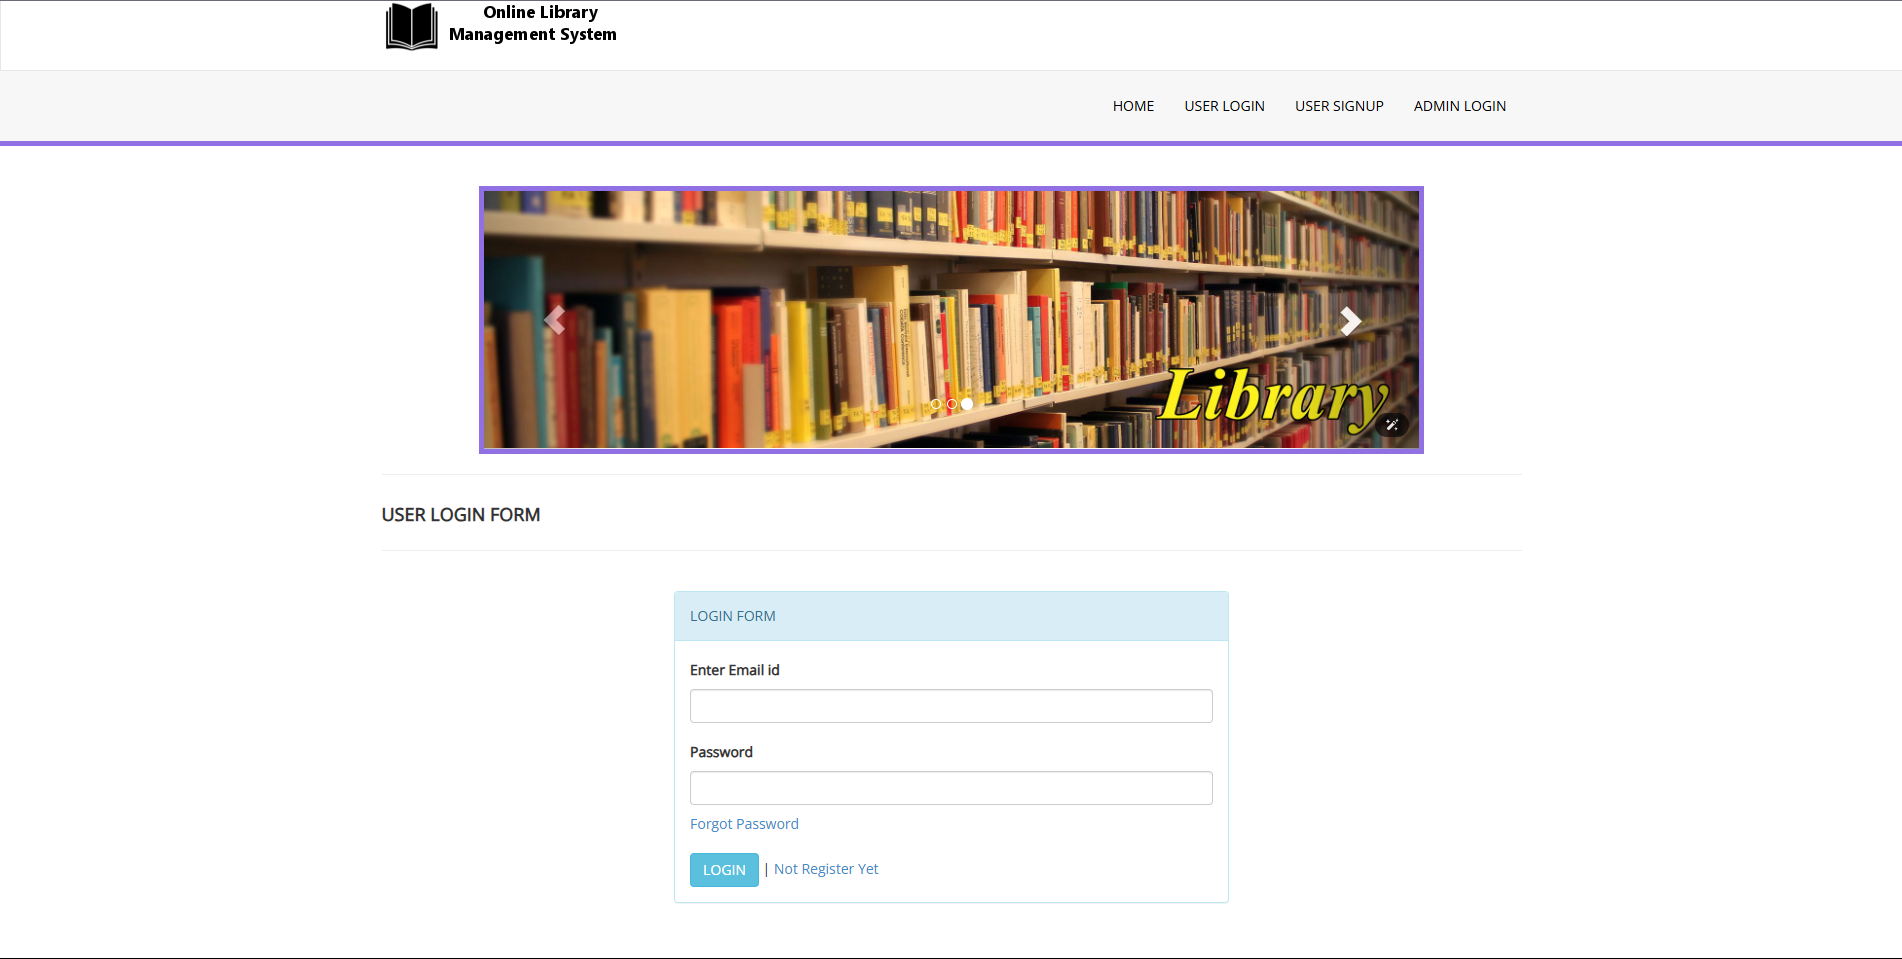 Online Library
Management System
HOME USER LOGIN USER SIGNUP ADMIN LOGIN
Library
USER LOGIN FORM
LOGIN FORM
Enter Email id
Password
Forgot Password
LOGIN | Not Register Yet